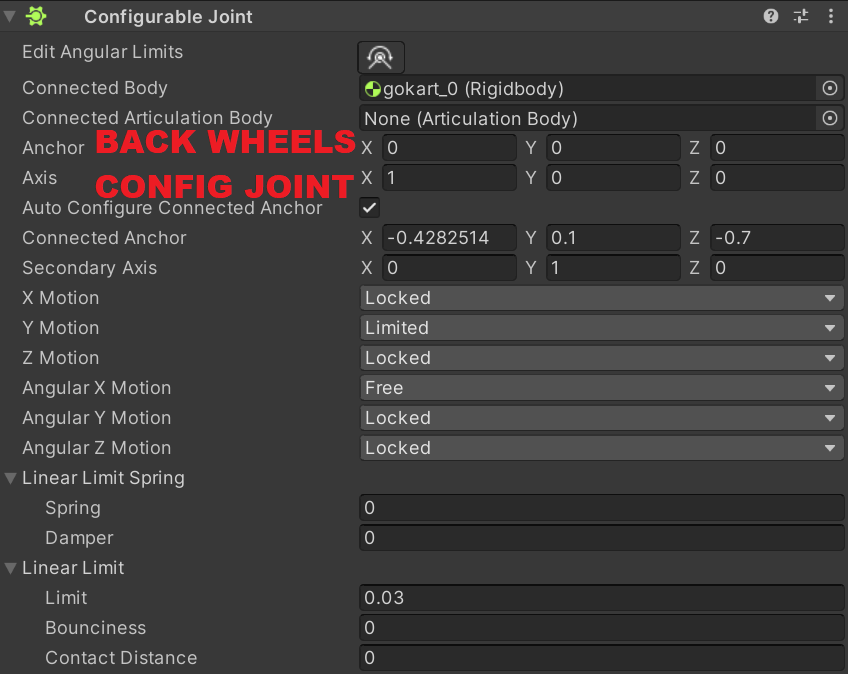 Configurable Joint
Edit Angular Limits
Connected Body gokart_0 (Rigidbody)
Connected Articulation Body None (Articulation Body)
Anchor X 0 Y 0 Z 0
BACK WHEELS
Axis X 1 Y 0 Z 0
CONFIG JOINT
Auto Configure Connected Anchor
Connected Anchor X -0.4282514 Y 0.1 Z -0.7
Secondary Axis X 0 Y 1 Z 0
X Motion Locked
Y Motion Limited
Z Motion Locked
Angular X Motion Free
Angular Y Motion Locked
Angular Z Motion Locked
Linear Limit Spring
Spring 0
Damper 0
Linear Limit
Limit 0.03
Bounciness 0
Contact Distance 0